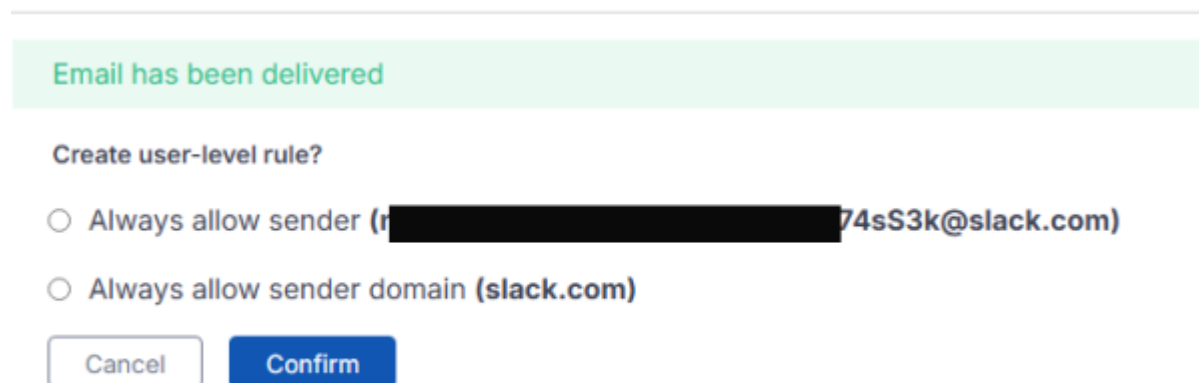 Email has been delivered
Create user-level rule?
Always allow sender (r 74sS3k@slack.com)
Always allow sender domain (slack.com)
Cancel
Confirm